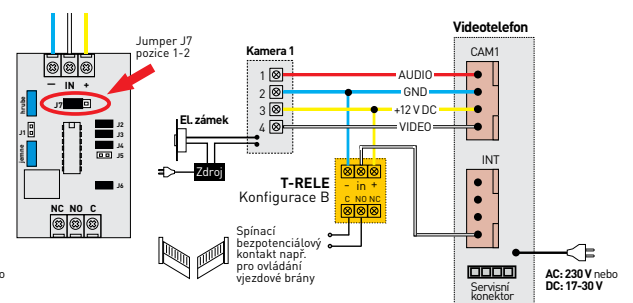 Jumper J7
pozice 1-2
– IN +
hrubě
J7
J1
jemne
J2
J3
J4
J5
J6
NC NO C
o
Kamera 1
1
2
3
4
El. zámek
Zdroj
AUDIO
GND
+12 V DC
VIDEO
Videotelefon
CAM1
INT
T-RELE
Konfigurace B
- in +
C NO NC
Spínací
bezpotenciálový
kontakt např.
pro ovládání
vjezdové brány
Servisní
konektor
AC: 230 V nebo
DC: 17-30 V